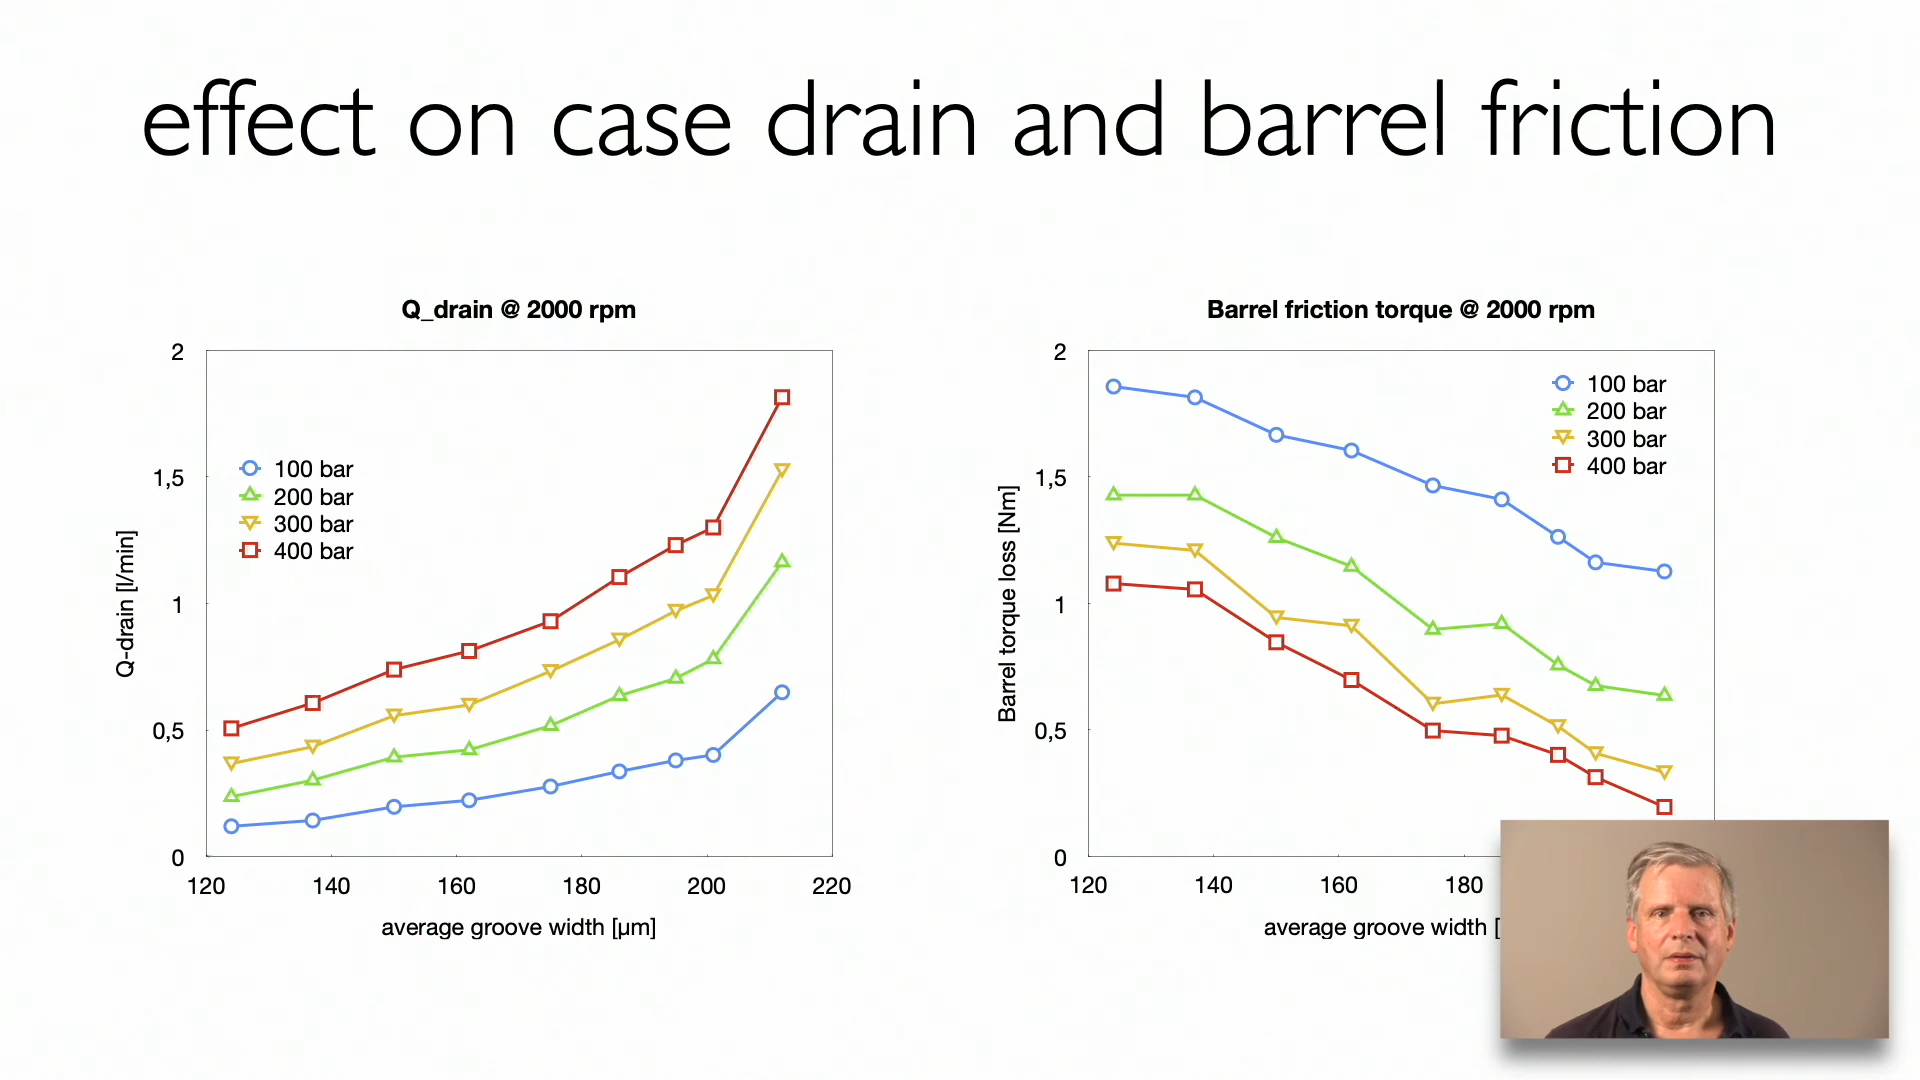 effect on case drain and barrel friction
Q_drain @ 2000 rpm
2
1,5
1
0,5
0
Q-drain [l/min]
100 bar
200 bar
300 bar
400 bar
120 140 160 180 200 220
average groove width [µm]
Barrel friction torque @ 2000 rpm
2
1,5
1
0,5
0
Barrel torque loss [Nm]
100 bar
200 bar
300 bar
400 bar
120 140 160 180
average groove width [